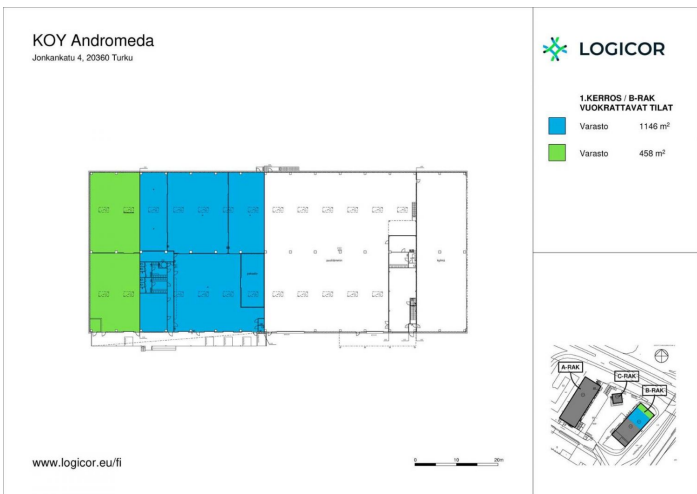 KOY Andromeda
Jonkankatu 4, 20360 Turku
LOGICOR
1.KERROS / B-RAK
VUOKRATTAVAT TILAT
Varasto 1146 m²
Varasto 458 m²
A-RAK
C-RAK
B-RAK
www.logicor.eu/fi
0 10 20m